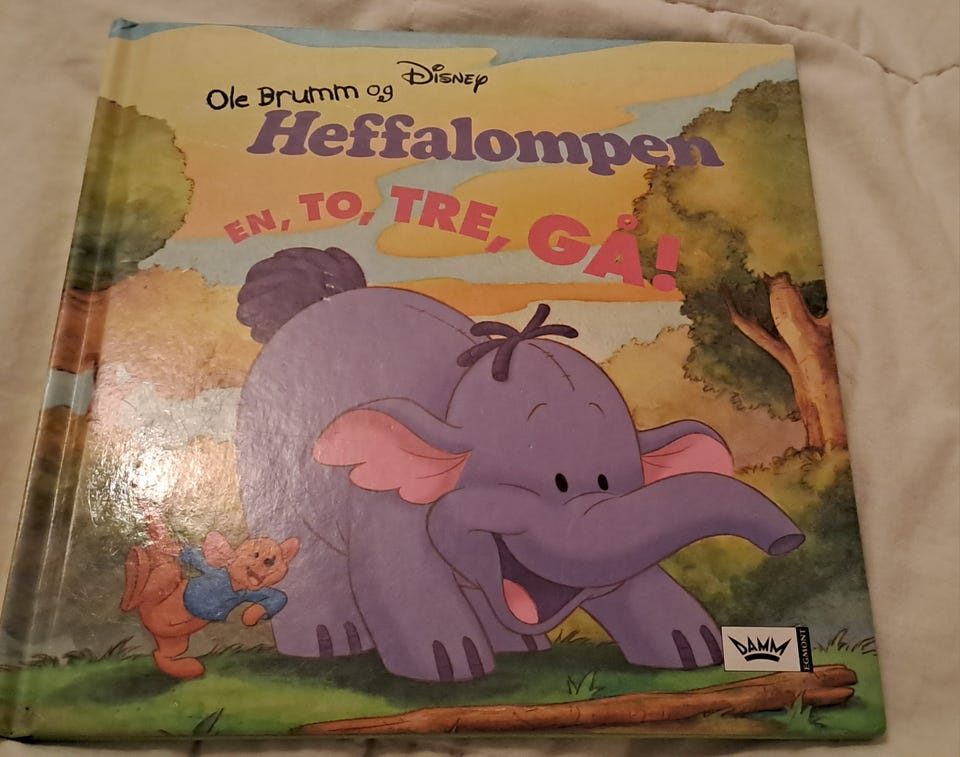 Disney
Ole Brumm og
Heffalompen
EN, TO, TRE, GÅ!
DAMM
EGMONT